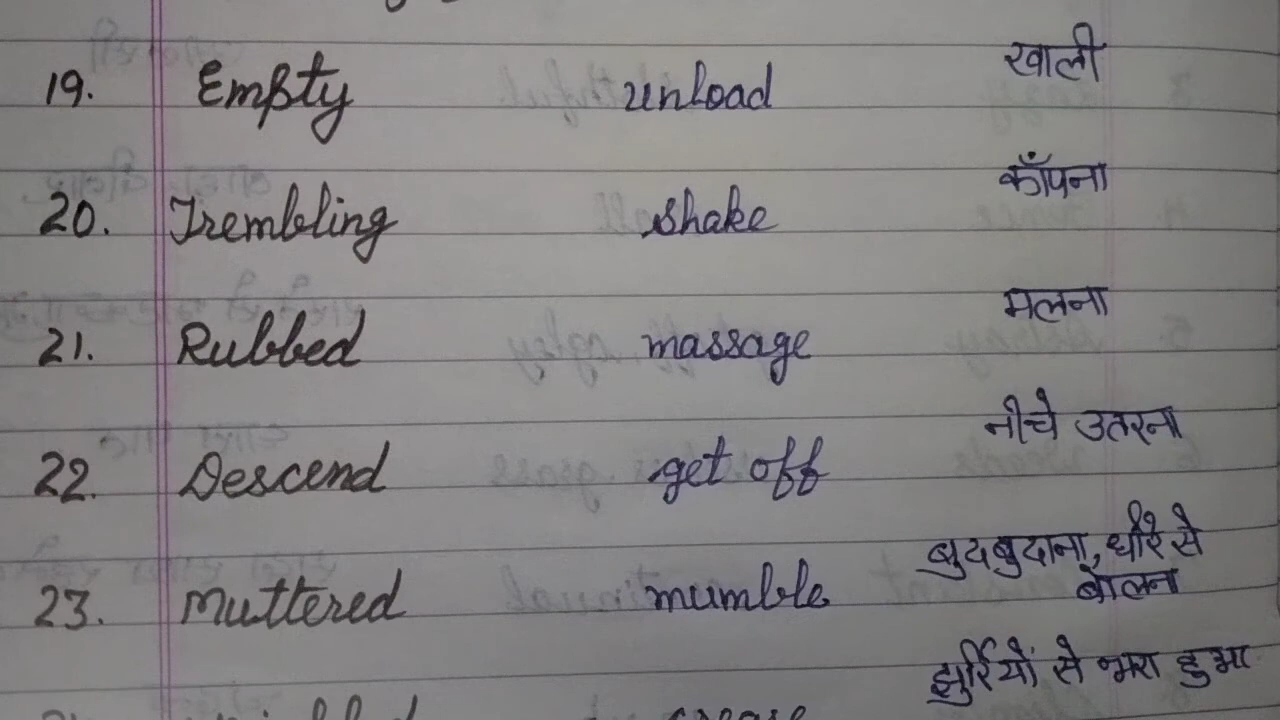 19. Empty unload खाली
20. Trembling shake काँपना
21. Rubbed massage मलना
22. Descend get off नीचे उतरना
23. Muttered mumble बुदबुदाना, धीरे से
बोलन
झुर्रियों से भरा हुआ